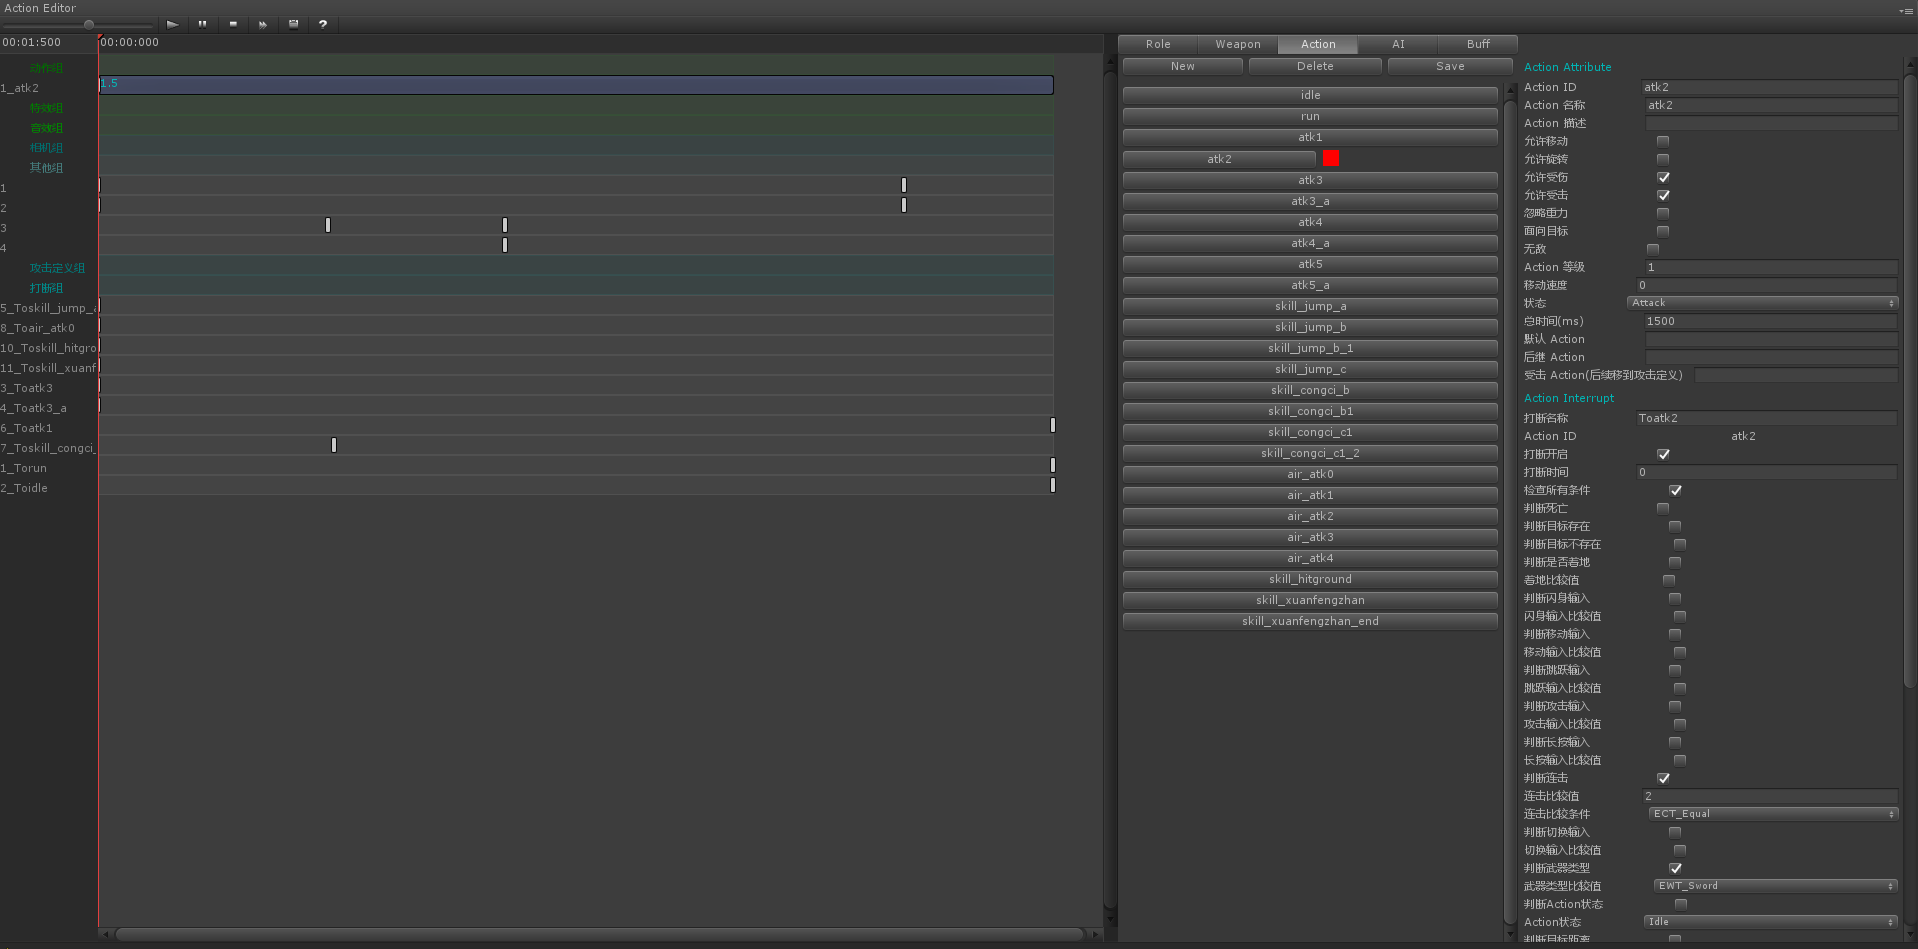 Action Editor
?
00:01:500
00:00:000
动作组
1_atk2
1.5
特效组
音效组
相机组
其他组
1
2
3
4
攻击定义组
打断组
5_Toskill_jump_a
8_Toair_atk0
10_Toskill_hitgro
11_Toskill_xuanf
3_Toatk3
4_Toatk3_a
6_Toatk1
7_Toskill_congci_
1_Torun
2_Toidle
Role
Weapon
Action
AI
Buff
New
Delete
Save
idle
run
atk1
atk2
atk3
atk3_a
atk4
atk4_a
atk5
atk5_a
skill_jump_a
skill_jump_b
skill_jump_b_1
skill_jump_c
skill_congci_b
skill_congci_b1
skill_congci_c1
skill_congci_c1_2
air_atk0
air_atk1
air_atk2
air_atk3
air_atk4
skill_hitground
skill_xuanfengzhan
skill_xuanfengzhan_end
Action Attribute
Action ID atk2
Action 名称 atk2
Action 描述
允许移动
允许旋转
允许受伤
允许受击
忽略重力
面向目标
无敌
Action 等级 1
移动速度 0
状态 Attack
总时间(ms) 1500
默认 Action
后继 Action
受击 Action(后续移到攻击定义)
Action Interrupt
打断名称 Toatk2
Action ID atk2
打断开启
打断时间 0
检查所有条件
判断死亡
判断目标存在
判断目标不存在
判断是否着地
着地比较值
判断闪身输入
闪身输入比较值
判断移动输入
移动输入比较值
判断跳跃输入
跳跃输入比较值
判断攻击输入
攻击输入比较值
判断长按输入
长按输入比较值
判断连击
连击比较值 2
连击比较条件 ECT_Equal
判断切换输入
切换输入比较值
判断武器类型
武器类型比较值 EWT_Sword
判断Action状态
Action状态 Idle
判断目标距离